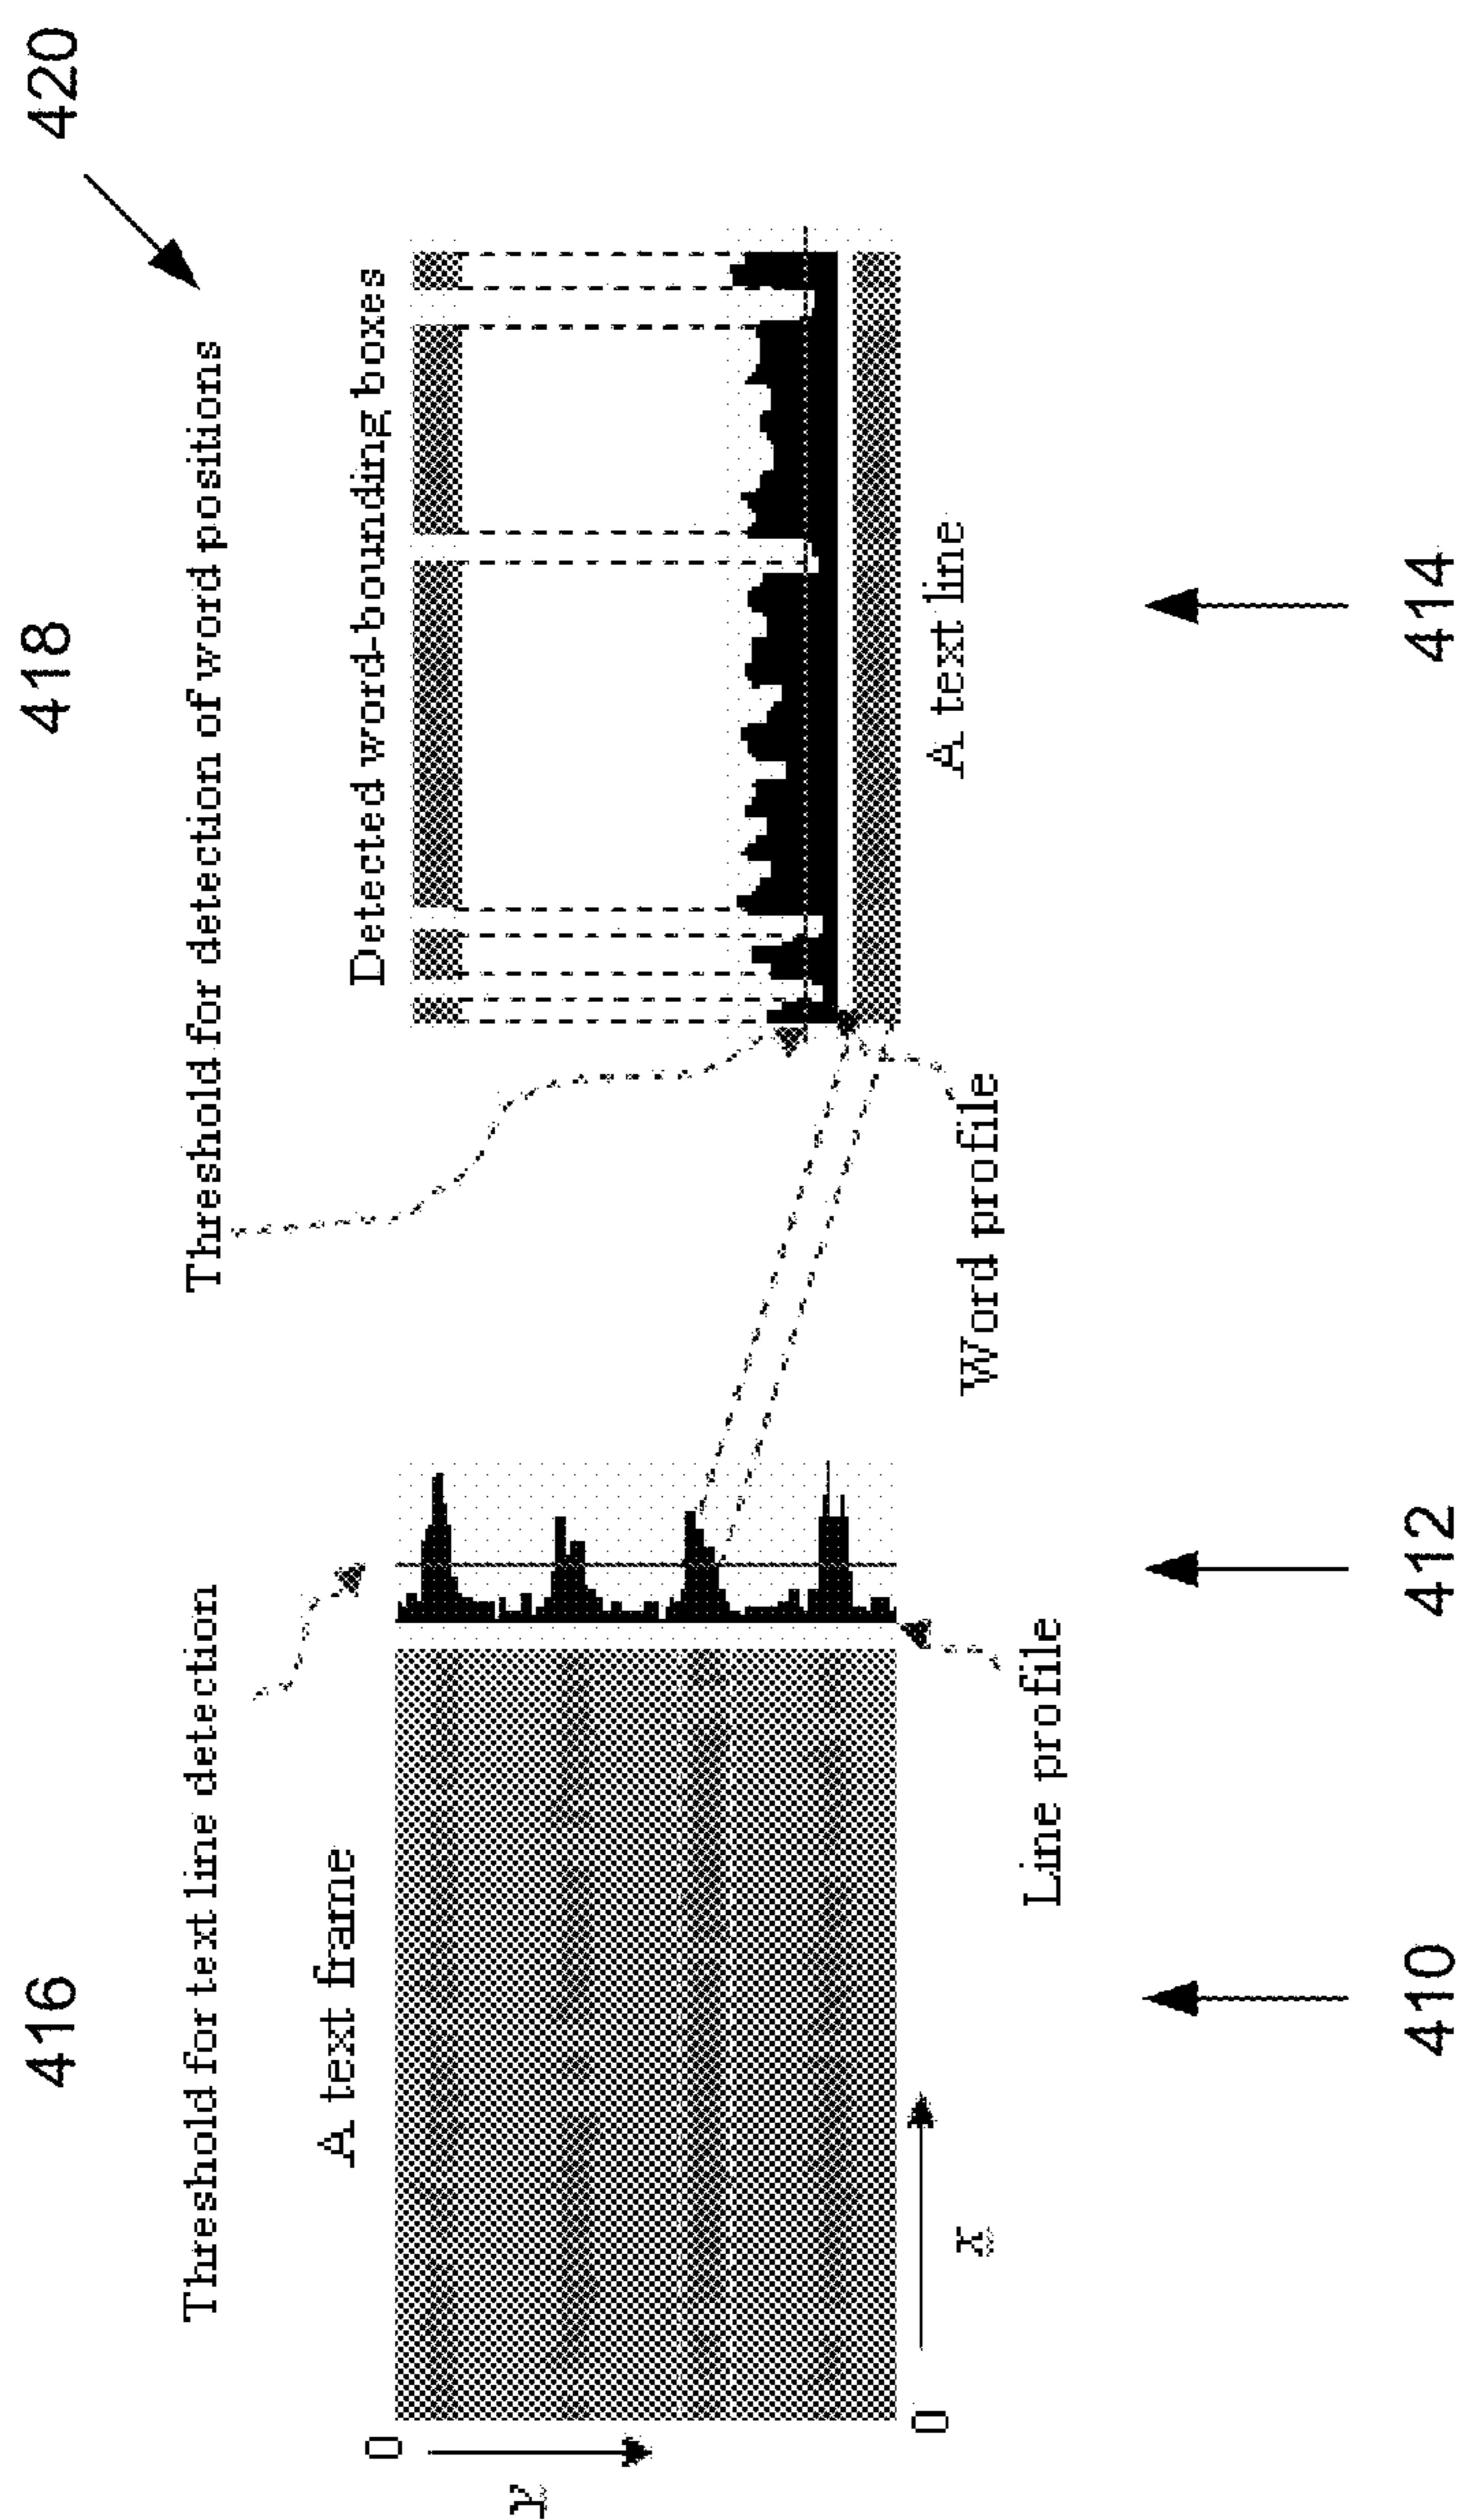 416
418
420
Threshold for text line detection
Threshold for detection of word positions
A text frame
Detected word-bounding boxes
0
y
0
x
Line profile
Word profile
A text line
410
412
414